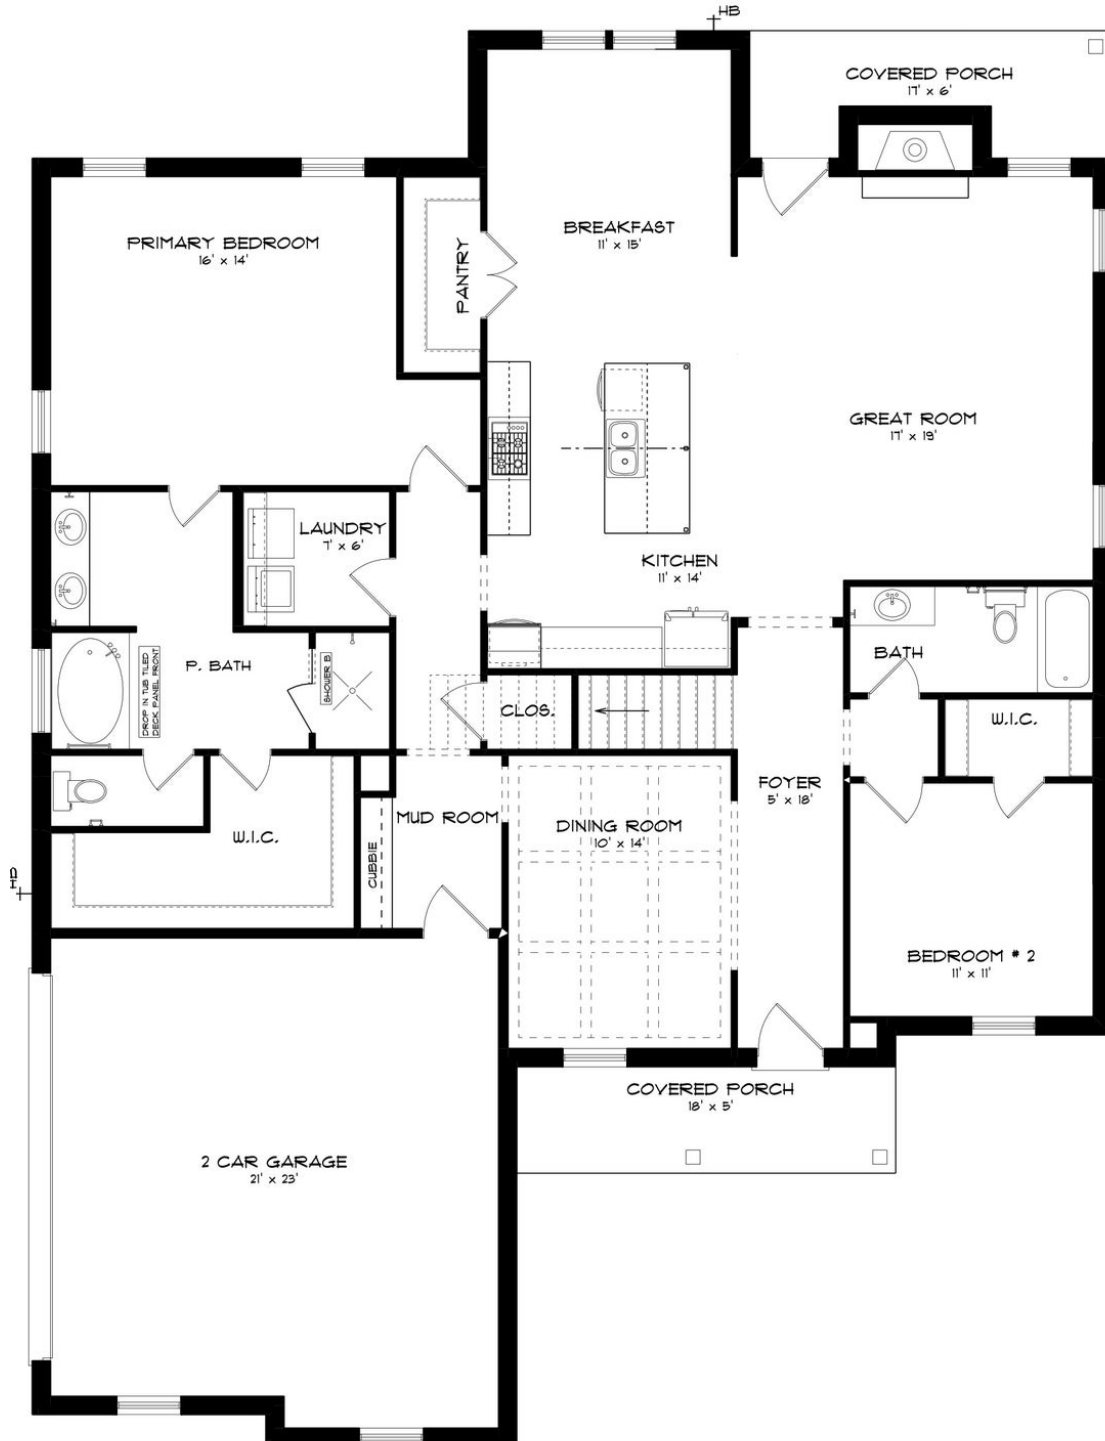 HB
COVERED PORCH
17' x 6'
BREAKFAST
11' x 15'
PRIMARY BEDROOM
16' x 14'
PANTRY
GREAT ROOM
17' x 19'
LAUNDRY
7' x 6'
KITCHEN
11' x 14'
BATH
P. BATH
DROP IN TUB TILED
DECK PANEL FRONT
SHOWER B
CLOS.
W.I.C.
FOYER
5' x 18'
MUD ROOM
DINING ROOM
10' x 14'
W.I.C.
CUBBIE
HB
BEDROOM # 2
11' x 11'
COVERED PORCH
18' x 5'
2 CAR GARAGE
21' x 23'